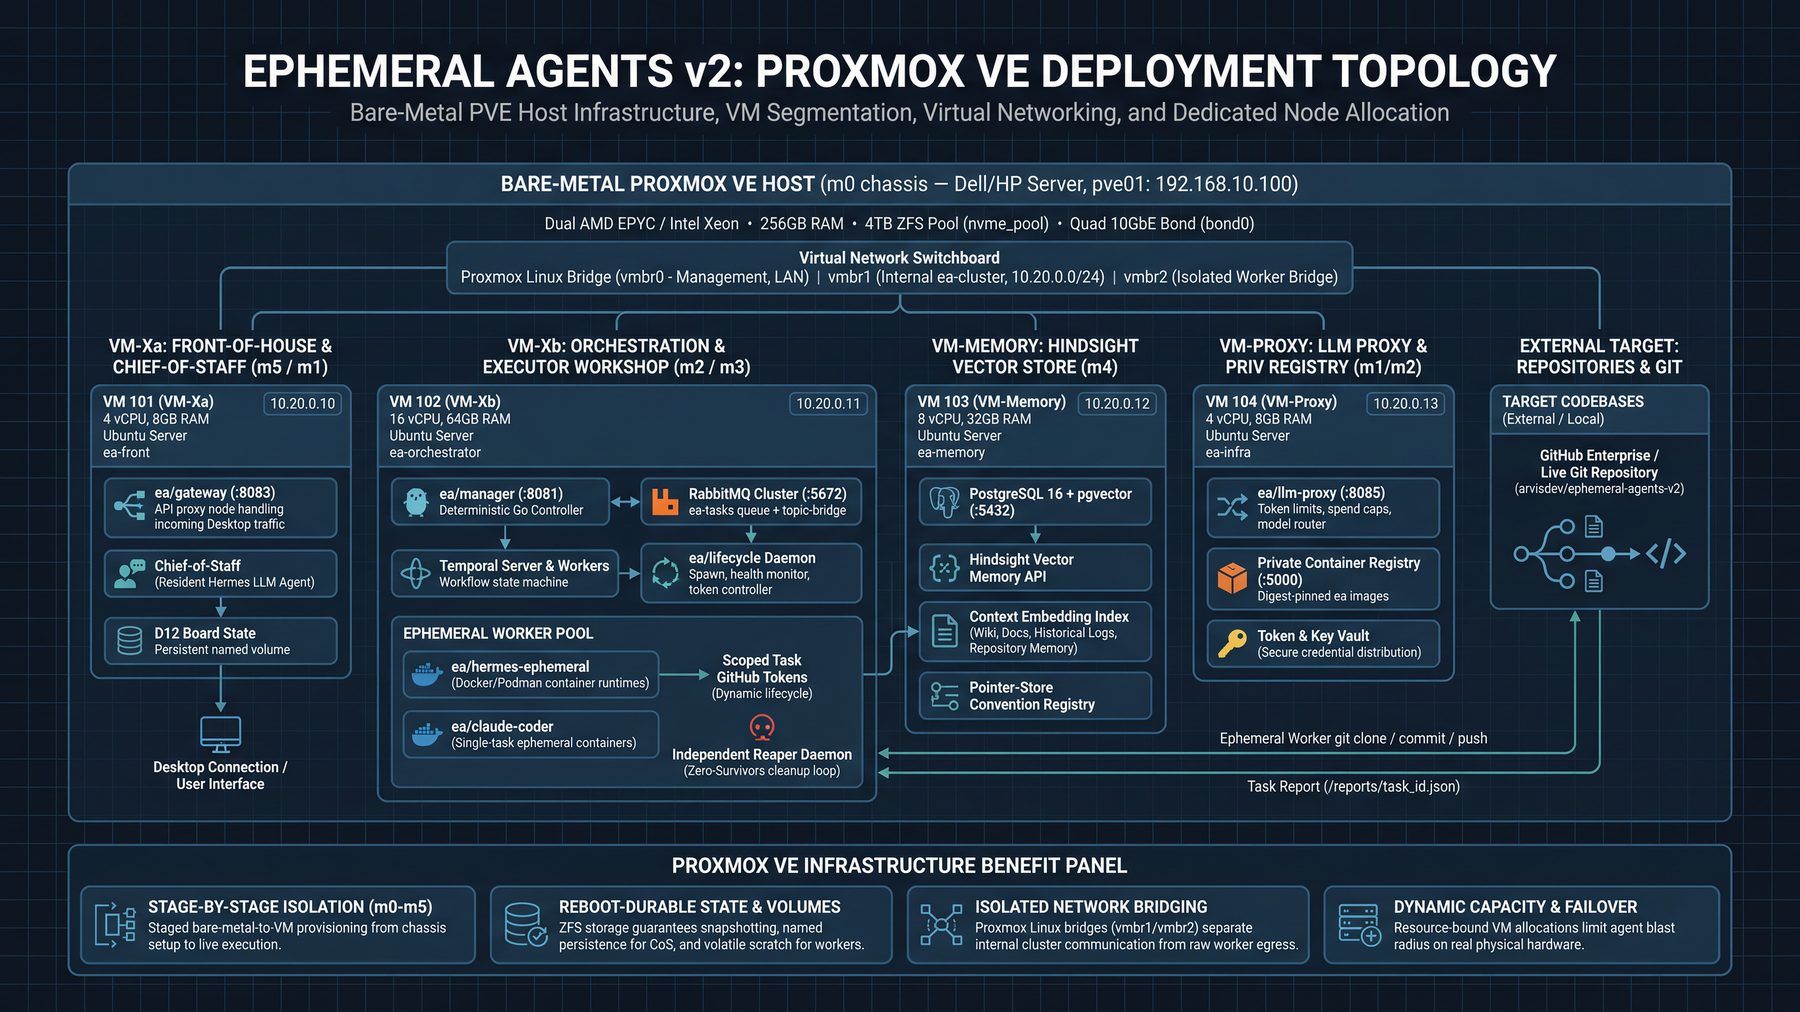 EPHEMERAL AGENTS v2: PROXMOX VE DEPLOYMENT TOPOLOGY
Bare-Metal PVE Host Infrastructure, VM Segmentation, Virtual Networking, and Dedicated Node Allocation
BARE-METAL PROXMOX VE HOST (m0 chassis — Dell/HP Server, pve01: 192.168.10.100)
Dual AMD EPYC / Intel Xeon • 256GB RAM • 4TB ZFS Pool (nvme_pool) • Quad 10GbE Bond (bond0)
Virtual Network Switchboard
Proxmox Linux Bridge (vmbr0 - Management, LAN) | vmbr1 (Internal ea-cluster, 10.20.0.0/24) | vmbr2 (Isolated Worker Bridge)
VM-Xa: FRONT-OF-HOUSE &
CHIEF-OF-STAFF (m5 / m1)
VM 101 (VM-Xa)
10.20.0.10
4 vCPU, 8GB RAM
Ubuntu Server
ea-front
ea/gateway (:8083)
API proxy node handling
incoming Desktop traffic
Chief-of-Staff
(Resident Hermes LLM Agent)
D12 Board State
Persistent named volume
Desktop Connection /
User Interface
VM-Xb: ORCHESTRATION &
EXECUTOR WORKSHOP (m2 / m3)
VM 102 (VM-Xb)
10.20.0.11
16 vCPU, 64GB RAM
Ubuntu Server
ea-orchestrator
ea/manager (:8081)
Deterministic Go Controller
RabbitMQ Cluster (:5672)
ea-tasks queue + topic-bridge
Temporal Server & Workers
Workflow state machine
ea/lifecycle Daemon
Spawn, health monitor,
token controller
EPHEMERAL WORKER POOL
ea/hermes-ephemeral
(Docker/Podman container runtimes)
Scoped Task
GitHub Tokens
(Dynamic lifecycle)
ea/claude-coder
(Single-task ephemeral containers)
Independent Reaper Daemon
(Zero-Survivors cleanup loop)
VM-MEMORY: HINDSIGHT
VECTOR STORE (m4)
VM 103 (VM-Memory)
10.20.0.12
8 vCPU, 32GB RAM
Ubuntu Server
ea-memory
PostgreSQL 16 + pgvector
(:5432)
Hindsight Vector
Memory API
Context Embedding Index
(Wiki, Docs, Historical Logs,
Repository Memory)
Pointer-Store
Convention Registry
VM-PROXY: LLM PROXY &
PRIV REGISTRY (m1/m2)
VM 104 (VM-Proxy)
10.20.0.13
4 vCPU, 8GB RAM
Ubuntu Server
ea-infra
ea/llm-proxy (:8085)
Token limits, spend caps,
model router
Private Container Registry
(:5000)
Digest-pinned ea images
Token & Key Vault
(Secure credential distribution)
EXTERNAL TARGET:
REPOSITORIES & GIT
TARGET CODEBASES
(External / Local)
GitHub Enterprise /
Live Git Repository
(arvisdev/ephemeral-agents-v2)
</>
Ephemeral Worker git clone / commit / push
Task Report (/reports/task_id.json)
PROXMOX VE INFRASTRUCTURE BENEFIT PANEL
STAGE-BY-STAGE ISOLATION (m0-m5)
Staged bare-metal-to-VM provisioning from chassis
setup to live execution.
REBOOT-DURABLE STATE & VOLUMES
ZFS storage guarantees snapshotting, named
persistence for CoS, and volatile scratch for workers.
ISOLATED NETWORK BRIDGING
Proxmox Linux bridges (vmbr1/vmbr2) separate
internal cluster communication from raw worker egress.
DYNAMIC CAPACITY & FAILOVER
Resource-bound VM allocations limit agent blast
radius on real physical hardware.